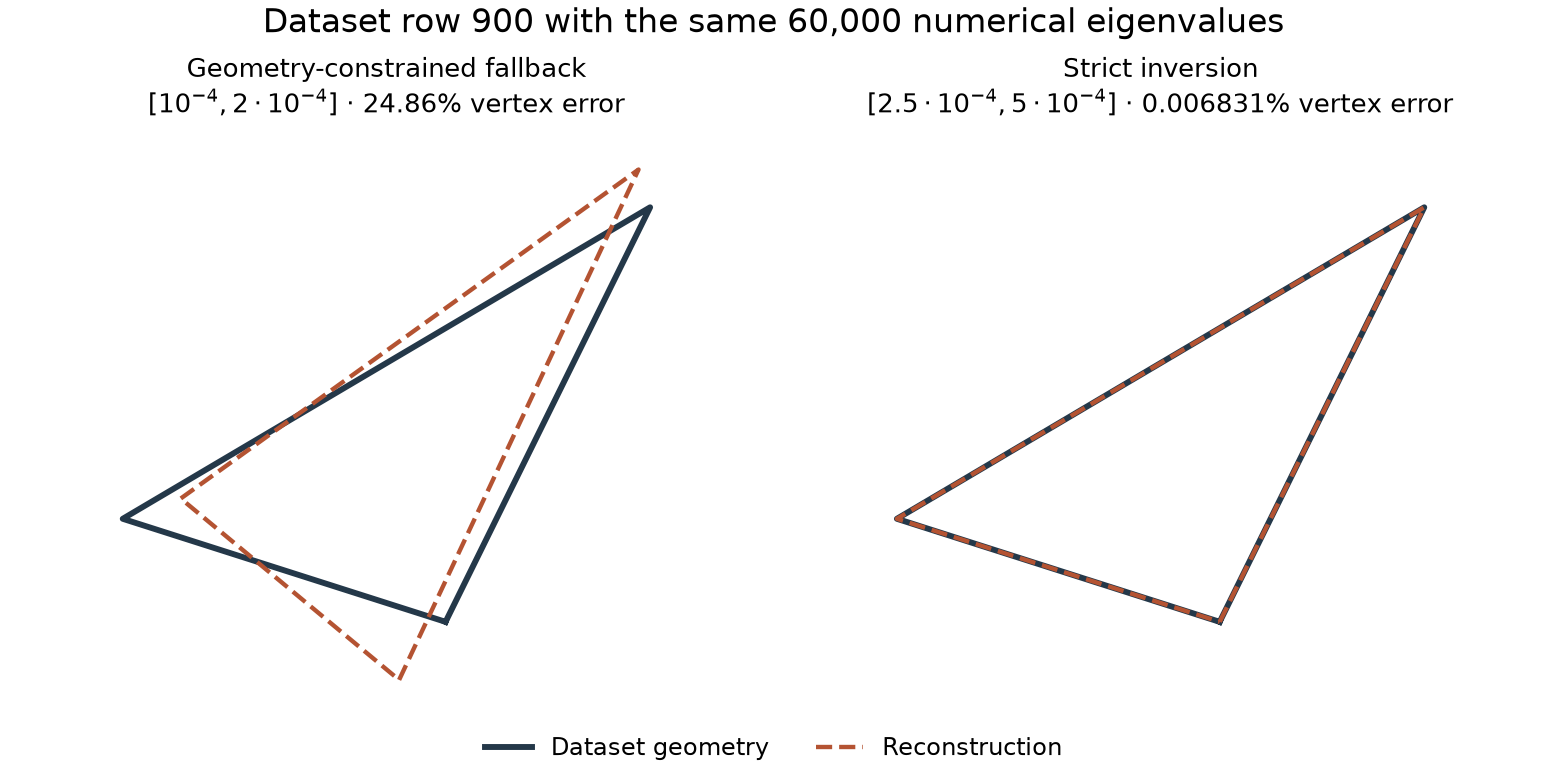 Dataset row 900 with the same 60,000 numerical eigenvalues
Geometry-constrained fallback
[10⁻⁴, 2 · 10⁻⁴] · 24.86% vertex error
Strict inversion
[2.5 · 10⁻⁴, 5 · 10⁻⁴] · 0.006831% vertex error
Dataset geometry
Reconstruction